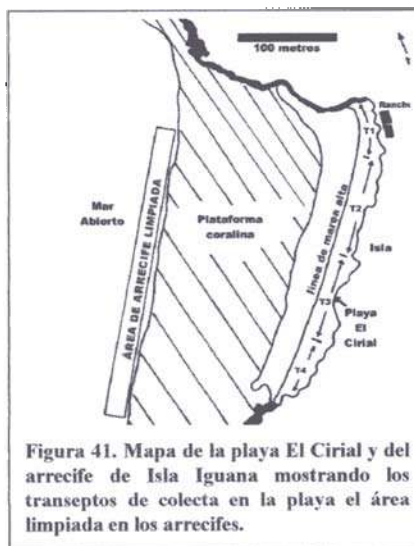 100 metros
Rancho
T1
Mar
Abierto
ÁREA DE ARRECIFE LIMPIADA
Plataforma
coralina
línea de marea alta
T2
Isla
T3
Playa
El
Cirial
T4
Figura 41. Mapa de la playa El Cirial y del
arrecife de Isla Iguana mostrando los
transeptos de colecta en la playa el área
limpiada en los arrecifes.